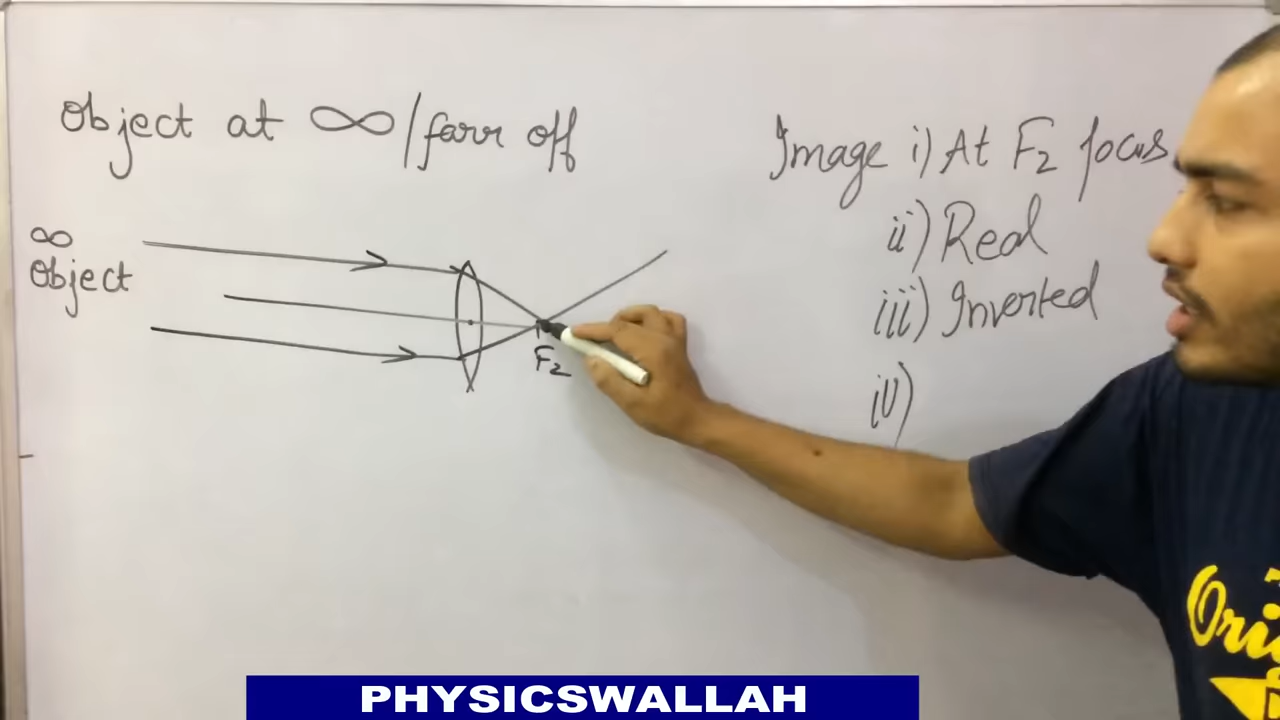 Object at ∞/farr off
∞
Object
F2
Image i) At F2 focus
ii) Real
iii) Inverted
iv)
PHYSICSWALLAH